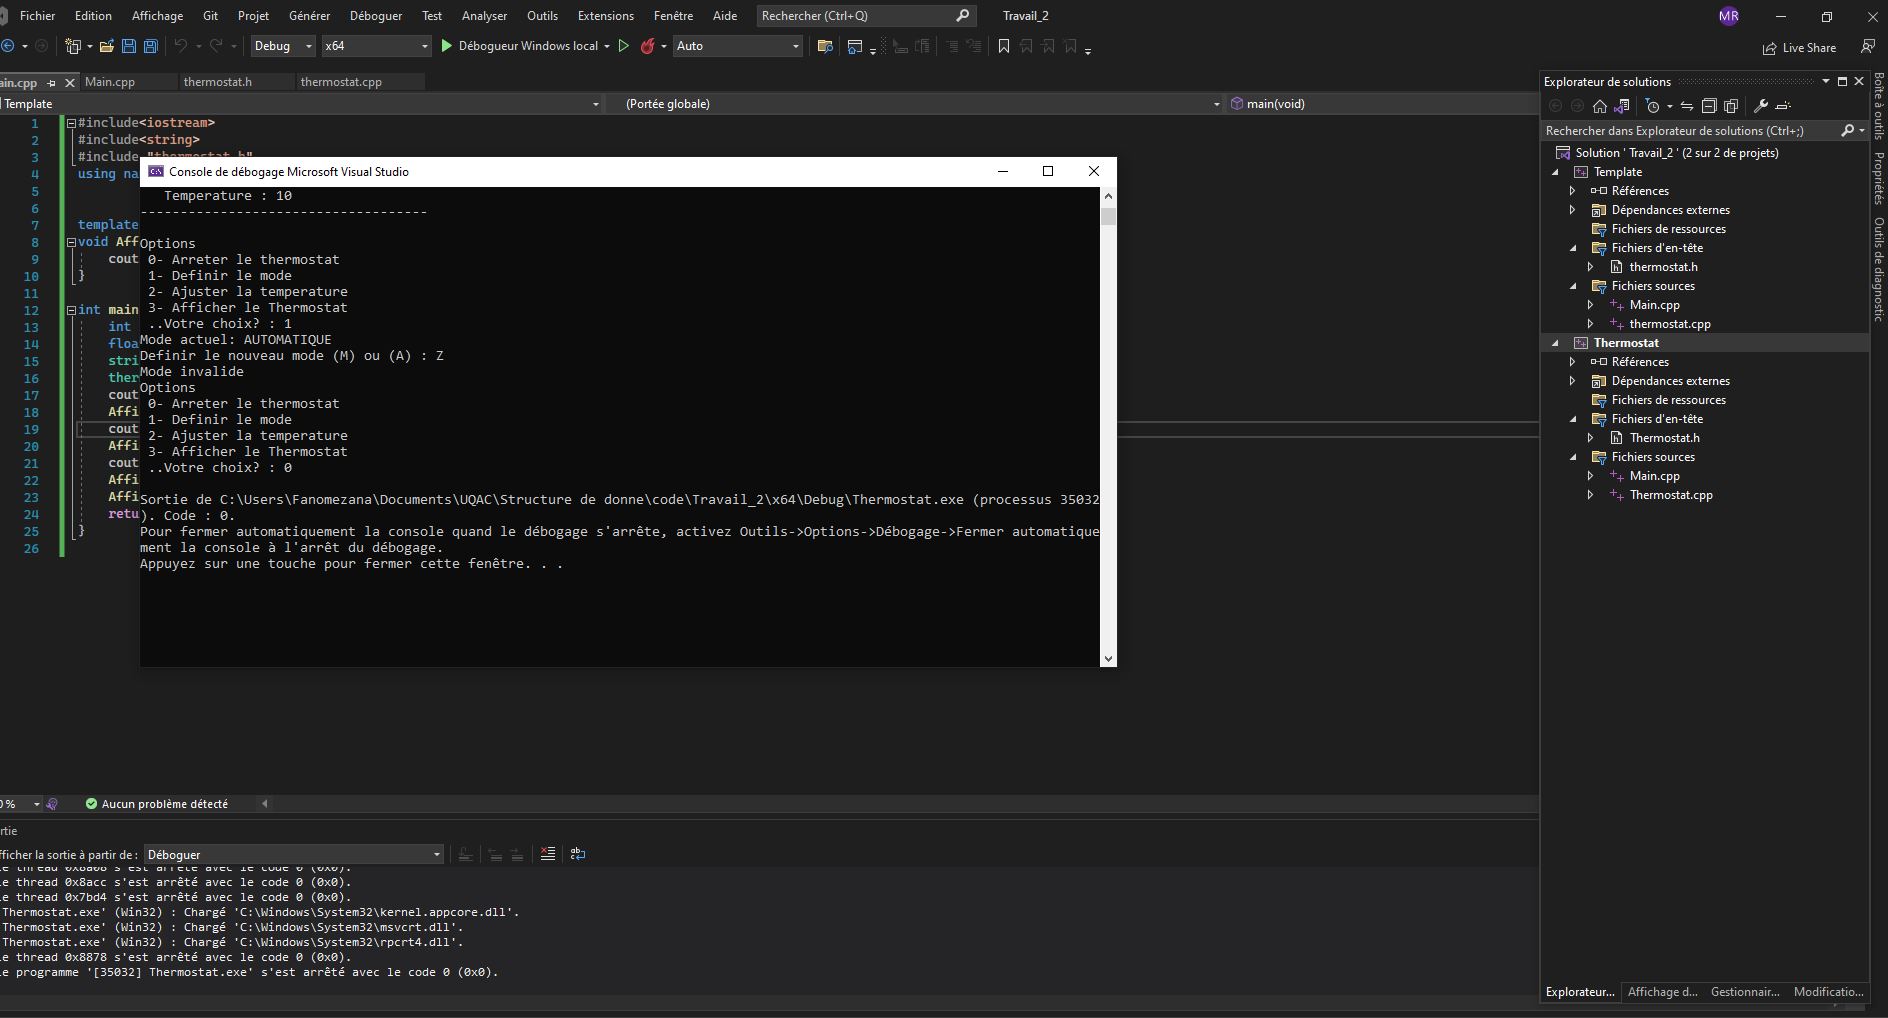 Fichier Edition Affichage Git Projet Générer Déboguer Test Analyser Outils Extensions Fenêtre Aide Rechercher (Ctrl+Q) Travail_2 MR
Debug x64 Débogueur Windows local Auto Live Share
Main.cpp thermostat.h thermostat.cpp
Template (Portée globale) main(void)
1 #include<iostream>
2 #include<string>
3 #include "thermostat.h"
4 using na
5
6
7 template
8 void Aff
9 cout
10 }
11
12 int main
13 int
14 floa
15 stri
16 ther
17 cout
18 Affi
19 cout
20 Affi
21 cout
22 Affi
23 Affi
24 retu
25 }
26
Console de débogage Microsoft Visual Studio
Temperature : 10
------------------------------------
Options
0- Arreter le thermostat
1- Definir le mode
2- Ajuster la temperature
3- Afficher le Thermostat
..Votre choix? : 1
Mode actuel: AUTOMATIQUE
Definir le nouveau mode (M) ou (A) : Z
Mode invalide
Options
0- Arreter le thermostat
1- Definir le mode
2- Ajuster la temperature
3- Afficher le Thermostat
..Votre choix? : 0
Sortie de C:\Users\Fanomezana\Documents\UQAC\Structure de donne\code\Travail_2\x64\Debug\Thermostat.exe (processus 35032
). Code : 0.
Pour fermer automatiquement la console quand le débogage s'arrête, activez Outils->Options->Débogage->Fermer automatique
ment la console à l'arrêt du débogage.
Appuyez sur une touche pour fermer cette fenêtre. . .
Explorateur de solutions
Rechercher dans Explorateur de solutions (Ctrl+;)
Solution ' Travail_2 ' (2 sur 2 de projets)
Template
Références
Dépendances externes
Fichiers de ressources
Fichiers d'en-tête
thermostat.h
Fichiers sources
Main.cpp
thermostat.cpp
Thermostat
Références
Dépendances externes
Fichiers de ressources
Fichiers d'en-tête
Thermostat.h
Fichiers sources
Main.cpp
Thermostat.cpp
Explorateur... Affichage d... Gestionnair... Modificatio...
Boîte à outils
Propriétés
Outils de diagnostic
Aucun problème détecté
rtie
fficher la sortie à partir de : Déboguer
e thread 0x8a08 s'est arrêté avec le code 0 (0x0).
e thread 0x8acc s'est arrêté avec le code 0 (0x0).
e thread 0x7bd4 s'est arrêté avec le code 0 (0x0).
Thermostat.exe' (Win32) : Chargé 'C:\Windows\System32\kernel.appcore.dll'.
Thermostat.exe' (Win32) : Chargé 'C:\Windows\System32\msvcrt.dll'.
Thermostat.exe' (Win32) : Chargé 'C:\Windows\System32\rpcrt4.dll'.
e thread 0x8878 s'est arrêté avec le code 0 (0x0).
e programme '[35032] Thermostat.exe' s'est arrêté avec le code 0 (0x0).